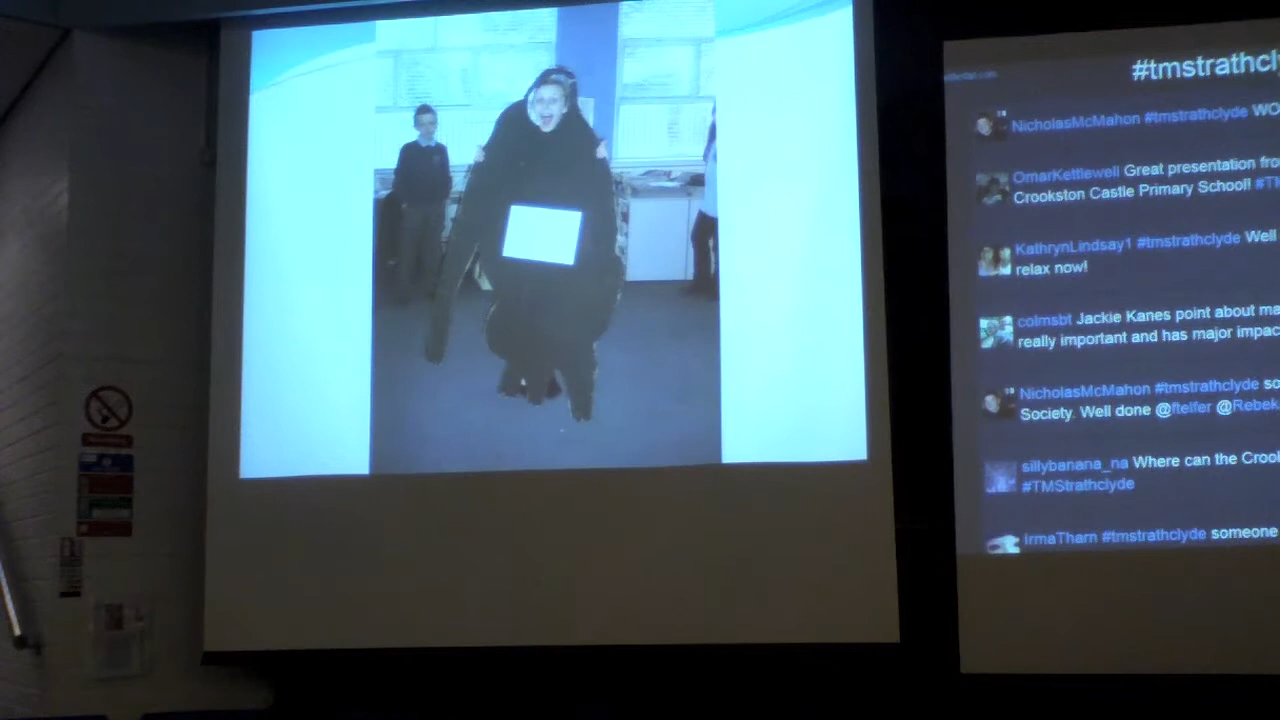 #tmstrathcly
NicholasMcMahon #tmstrathclyde WO
OmarKettlewell Great presentation fro
Crookston Castle Primary School! #TM
KathrynLindsay1 #tmstrathclyde Well
relax now!
colmsbt Jackie Kanes point about ma
really important and has major impac
NicholasMcMahon #tmstrathclyde so
Society. Well done @ftelfer @Rebek
sillybanana_na Where can the Croo
#TMStrathclyde
IrmaTharn #tmstrathclyde someone